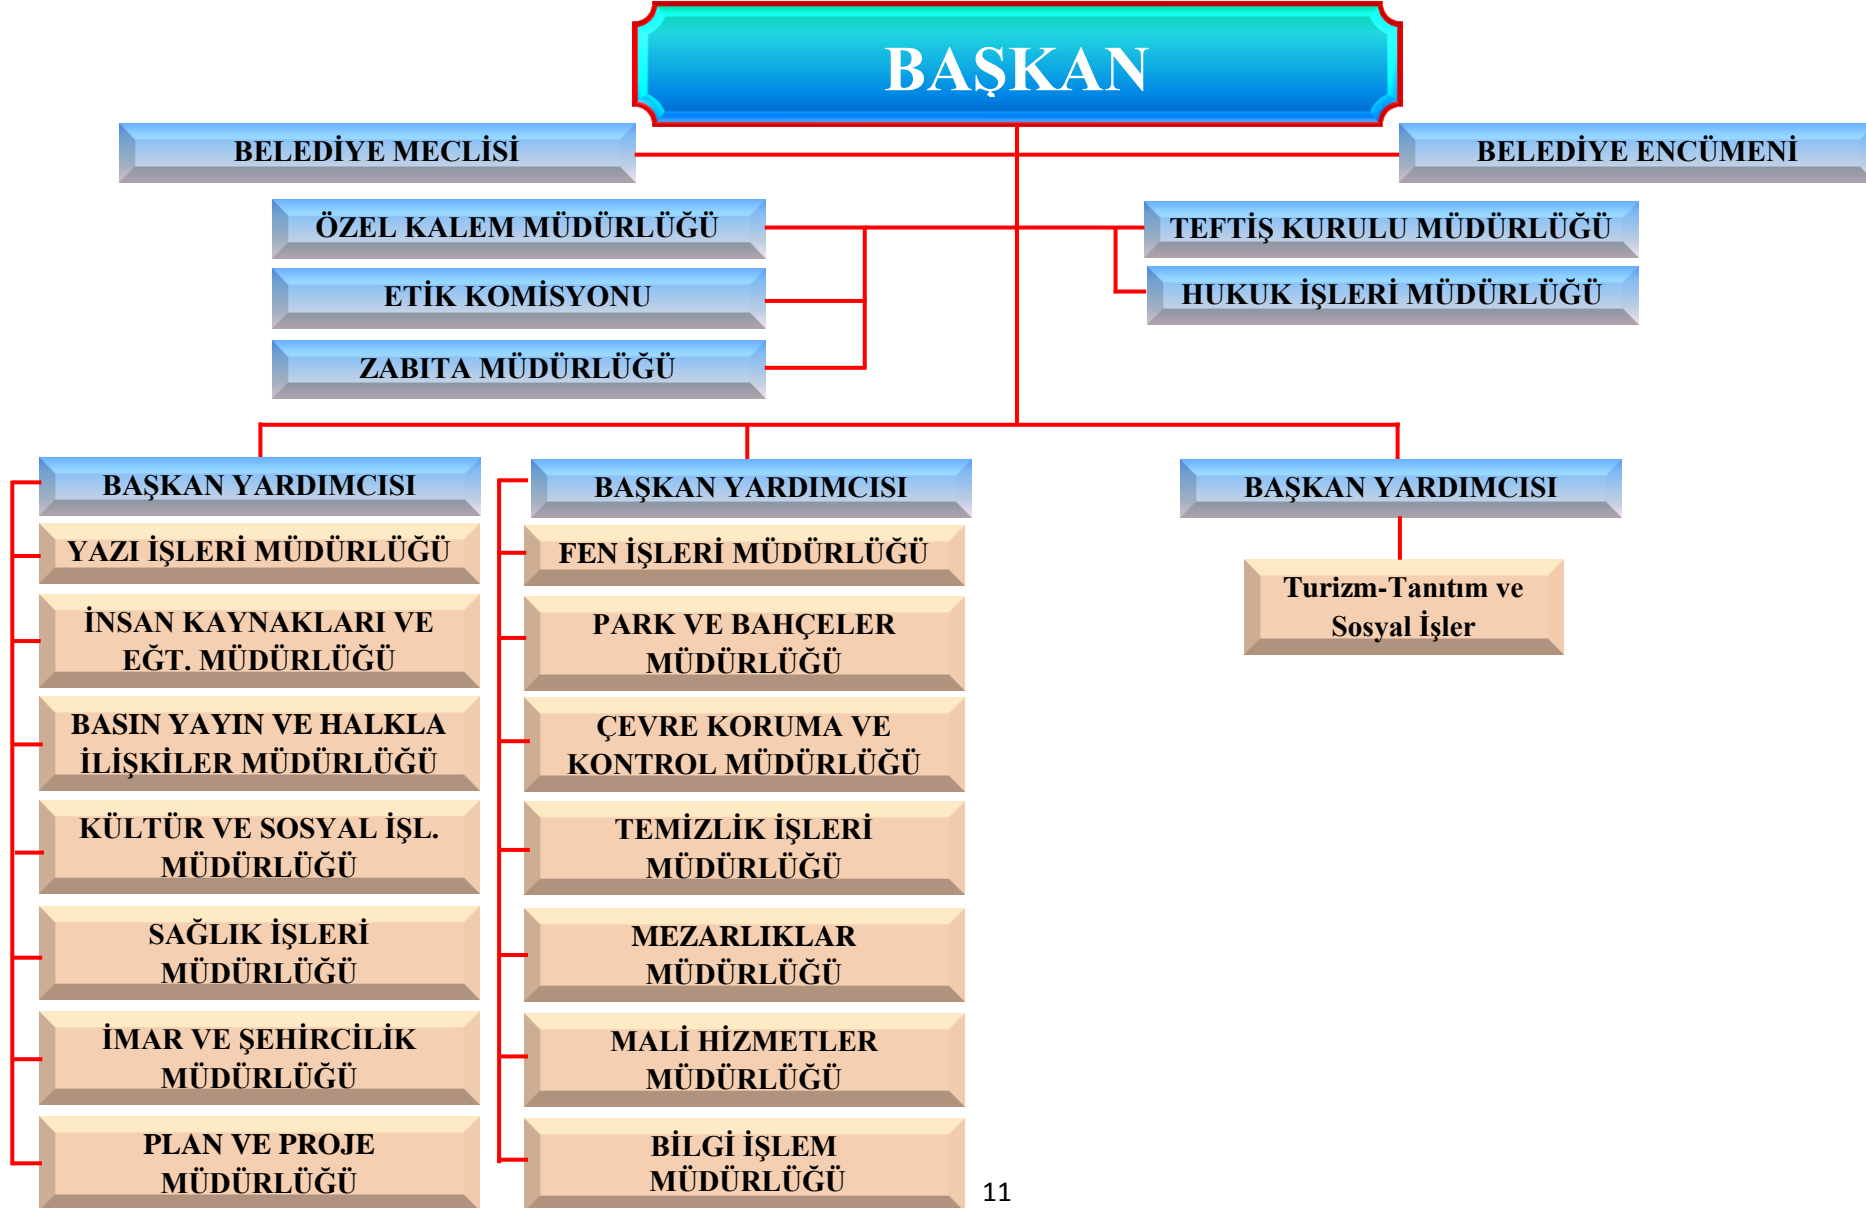 BAŞKAN
BELEDİYE MECLİSİ
BELEDİYE ENCÜMENİ
ÖZEL KALEM MÜDÜRLÜĞÜ
TEFTİŞ KURULU MÜDÜRLÜĞÜ
ETİK KOMİSYONU
HUKUK İŞLERİ MÜDÜRLÜĞÜ
ZABITA MÜDÜRLÜĞÜ
BAŞKAN YARDIMCISI
YAZI İŞLERİ MÜDÜRLÜĞÜ
İNSAN KAYNAKLARI VE
EĞT. MÜDÜRLÜĞÜ
BASIN YAYIN VE HALKLA
İLİŞKİLER MÜDÜRLÜĞÜ
KÜLTÜR VE SOSYAL İŞL.
MÜDÜRLÜĞÜ
SAĞLIK İŞLERİ
MÜDÜRLÜĞÜ
İMAR VE ŞEHİRCİLİK
MÜDÜRLÜĞÜ
PLAN VE PROJE
MÜDÜRLÜĞÜ
BAŞKAN YARDIMCISI
FEN İŞLERİ MÜDÜRLÜĞÜ
PARK VE BAHÇELER
MÜDÜRLÜĞÜ
ÇEVRE KORUMA VE
KONTROL MÜDÜRLÜĞÜ
TEMİZLİK İŞLERİ
MÜDÜRLÜĞÜ
MEZARLIKLAR
MÜDÜRLÜĞÜ
MALİ HİZMETLER
MÜDÜRLÜĞÜ
BİLGİ İŞLEM
MÜDÜRLÜĞÜ
BAŞKAN YARDIMCISI
Turizm-Tanıtım ve
Sosyal İşler
11